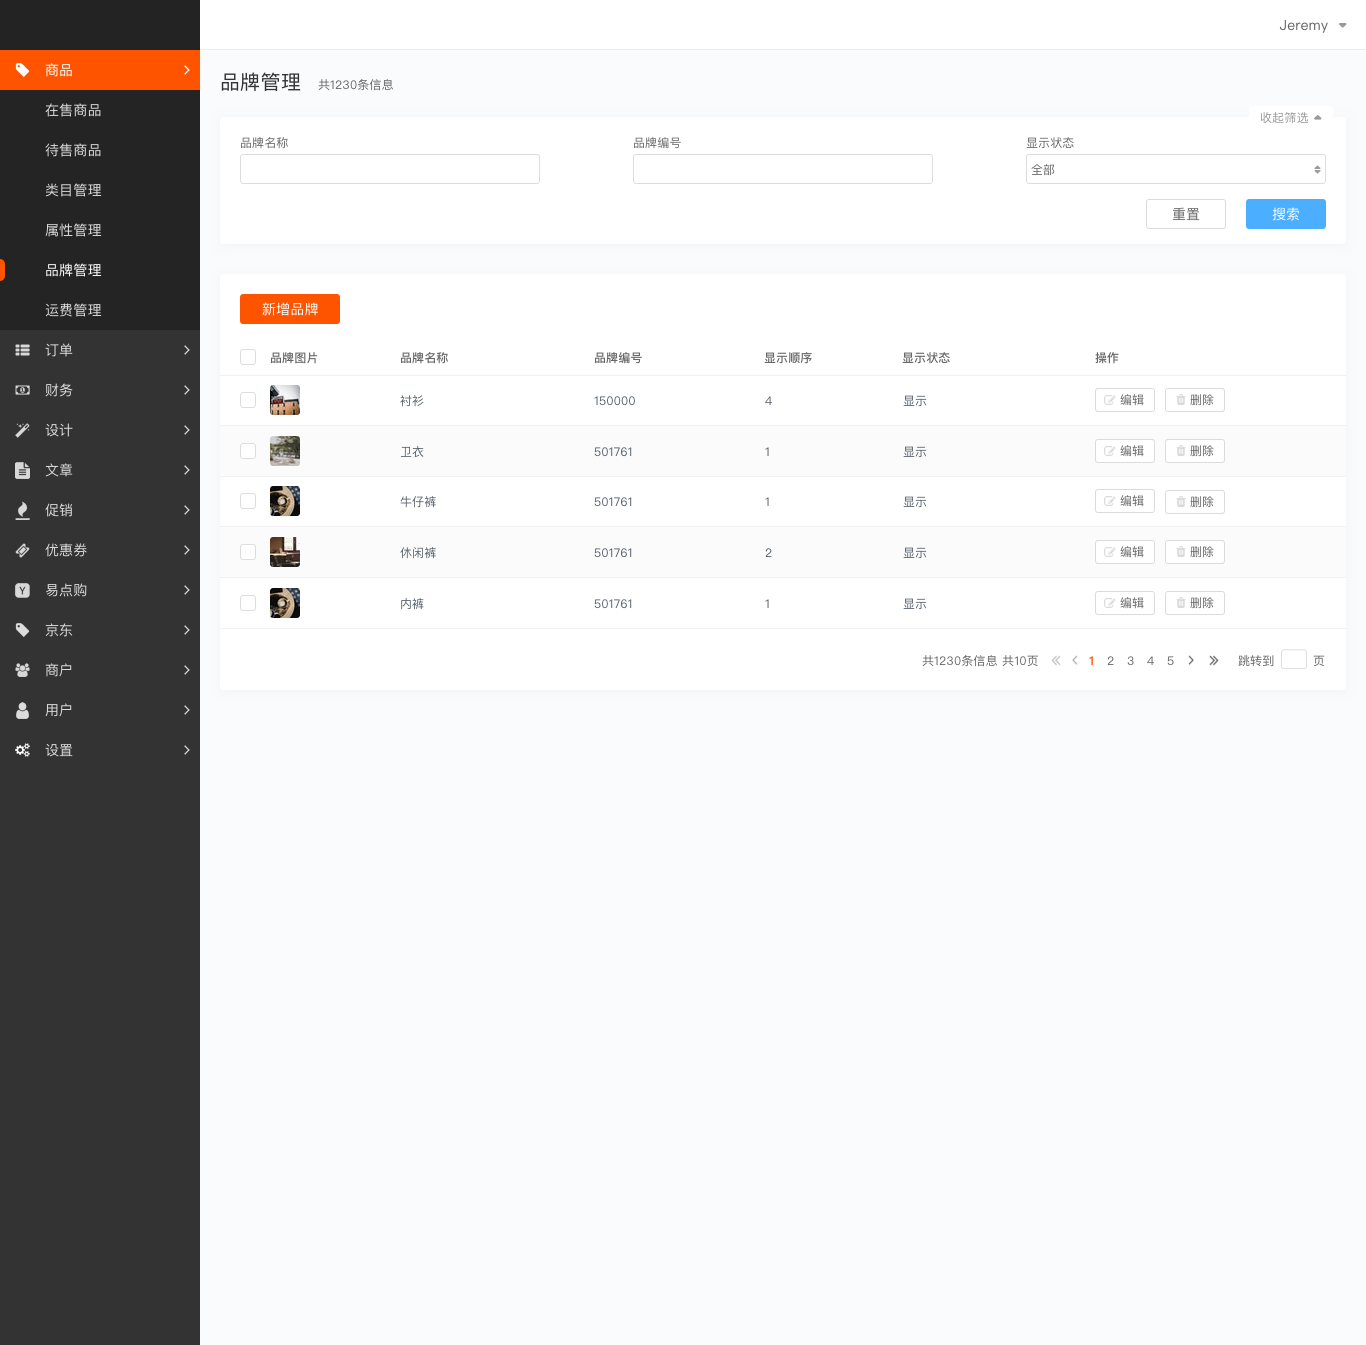 Jeremy
商品
在售商品
待售商品
类目管理
属性管理
品牌管理
运费管理
订单
财务
设计
文章
促销
优惠券
易点购
京东
商户
用户
设置
品牌管理 共1230条信息
收起筛选
品牌名称 品牌编号 显示状态
全部
重置 搜索
新增品牌
品牌图片 品牌名称 品牌编号 显示顺序 显示状态 操作
衬衫 150000 4 显示 编辑 删除
卫衣 501761 1 显示 编辑 删除
牛仔裤 501761 1 显示 编辑 删除
休闲裤 501761 2 显示 编辑 删除
内裤 501761 1 显示 编辑 删除
共1230条信息 共10页 1 2 3 4 5 跳转到 页